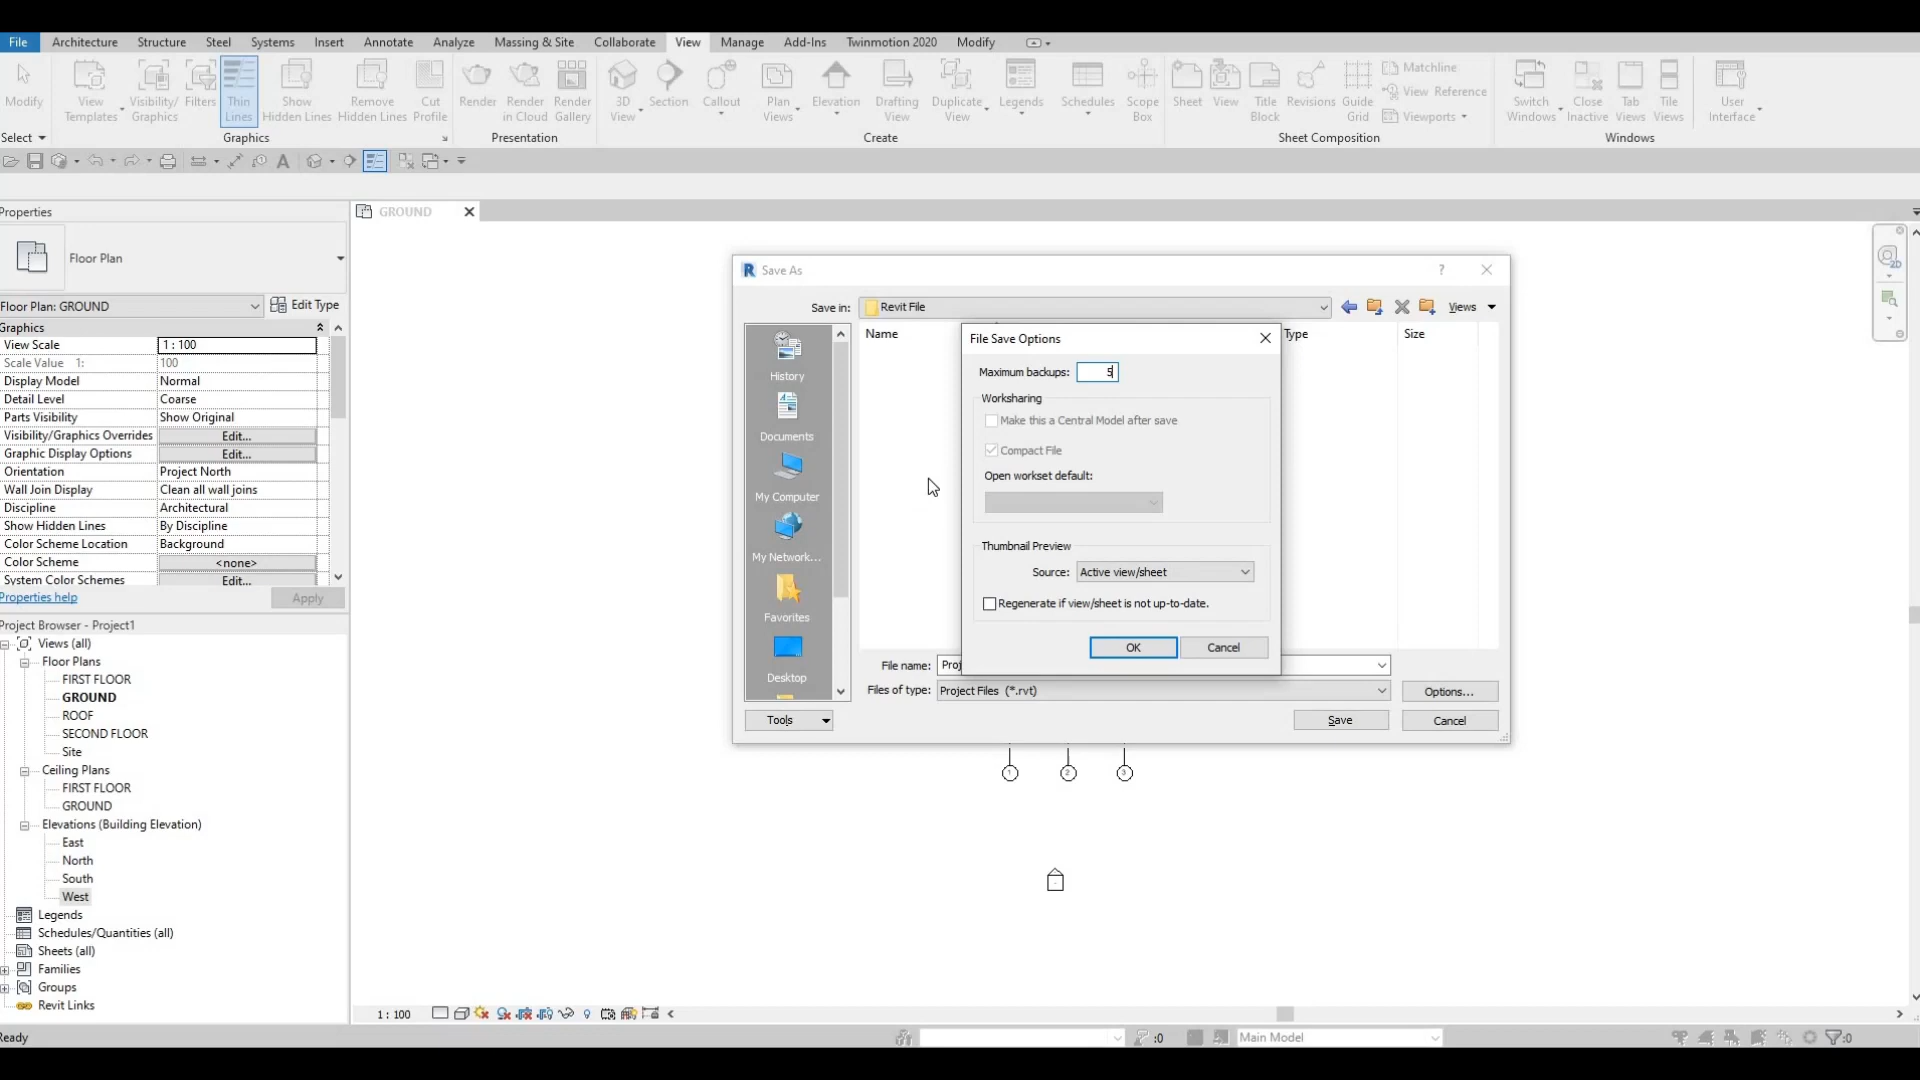 File Architecture Structure Steel Systems Insert Annotate Analyze Massing & Site Collaborate View Manage Add-Ins Twinmotion 2020 Modify
Modify
View Templates
Visibility/ Graphics
Filters
Thin Lines
Show Hidden Lines
Remove Hidden Lines
Cut Profile
Render
Render in Cloud
Render Gallery
3D View
Section
Callout
Plan Views
Elevation
Drafting View
Duplicate View
Legends
Schedules
Scope Box
Sheet
View
Title Block
Revisions
Guide Grid
Matchline
View Reference
Viewports
Switch Windows
Close Inactive
Tab Views
Tile Views
User Interface
Select Graphics Presentation Create Sheet Composition Windows
Properties
GROUND
Floor Plan
Floor Plan: GROUND Edit Type
Graphics
View Scale 1 : 100
Scale Value 1: 100
Display Model Normal
Detail Level Coarse
Parts Visibility Show Original
Visibility/Graphics Overrides Edit...
Graphic Display Options Edit...
Orientation Project North
Wall Join Display Clean all wall joins
Discipline Architectural
Show Hidden Lines By Discipline
Color Scheme Location Background
Color Scheme <none>
System Color Schemes Edit...
Properties help Apply
Project Browser - Project1
Views (all)
Floor Plans
FIRST FLOOR
GROUND
ROOF
SECOND FLOOR
Site
Ceiling Plans
FIRST FLOOR
GROUND
Elevations (Building Elevation)
East
North
South
West
Legends
Schedules/Quantities (all)
Sheets (all)
Families
Groups
Revit Links
Save As
Save in: Revit File Views
Name Type Size
History
Documents
My Computer
My Network...
Favorites
Desktop
File Save Options
Maximum backups: 5
Worksharing
Make this a Central Model after save
Compact File
Open workset default:
Thumbnail Preview
Source: Active view/sheet
Regenerate if view/sheet is not up-to-date.
OK Cancel
File name: Proj
Files of type: Project Files (*.rvt) Options...
Tools Save Cancel
1 2 3
1 : 100
Ready :0 Main Model :0